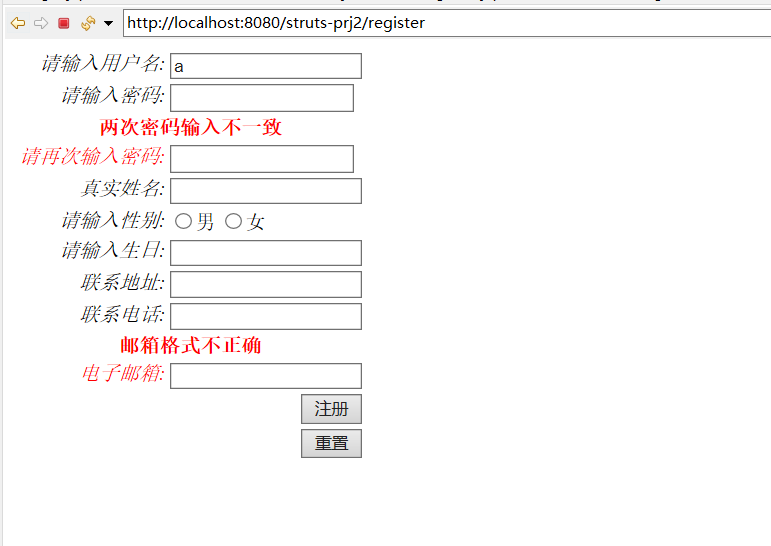 http://localhost:8080/struts-prj2/register
请输入用户名: a
请输入密码:
两次密码输入不一致
请再次输入密码:
真实姓名:
请输入性别: 男 女
请输入生日:
联系地址:
联系电话:
邮箱格式不正确
电子邮箱:
注册
重置